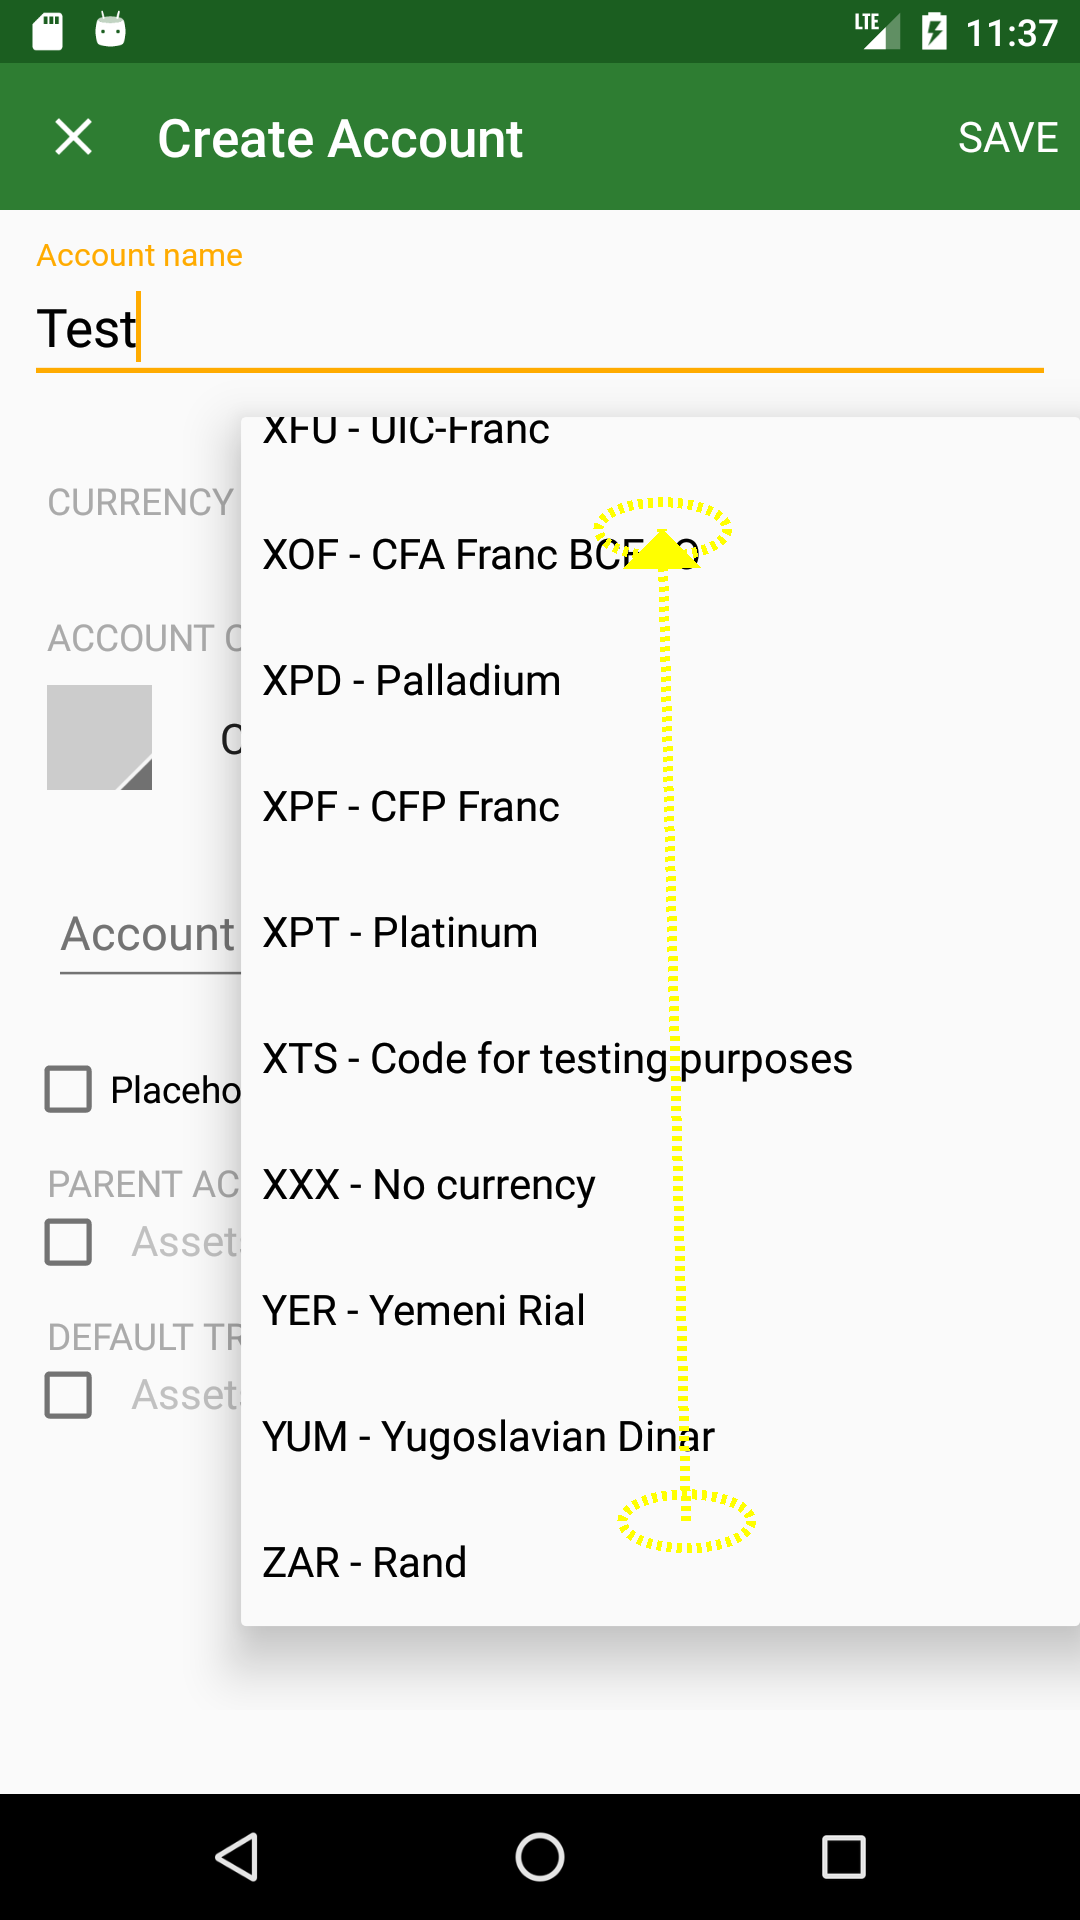 LTE 11:37
Create Account
SAVE
Account name
Test
XFU - UIC-Franc
CURRENCY
XOF - CFA Franc
ACCOUNT
XPD - Palladium
XPF - CFP Franc
Account
XPT - Platinum
XTS - Code for testing purposes
Placeho
PARENT AC
XXX - No currency
Assets
YER - Yemeni Rial
DEFAULT TR
Assets
YUM - Yugoslavian Dinar
ZAR - Rand